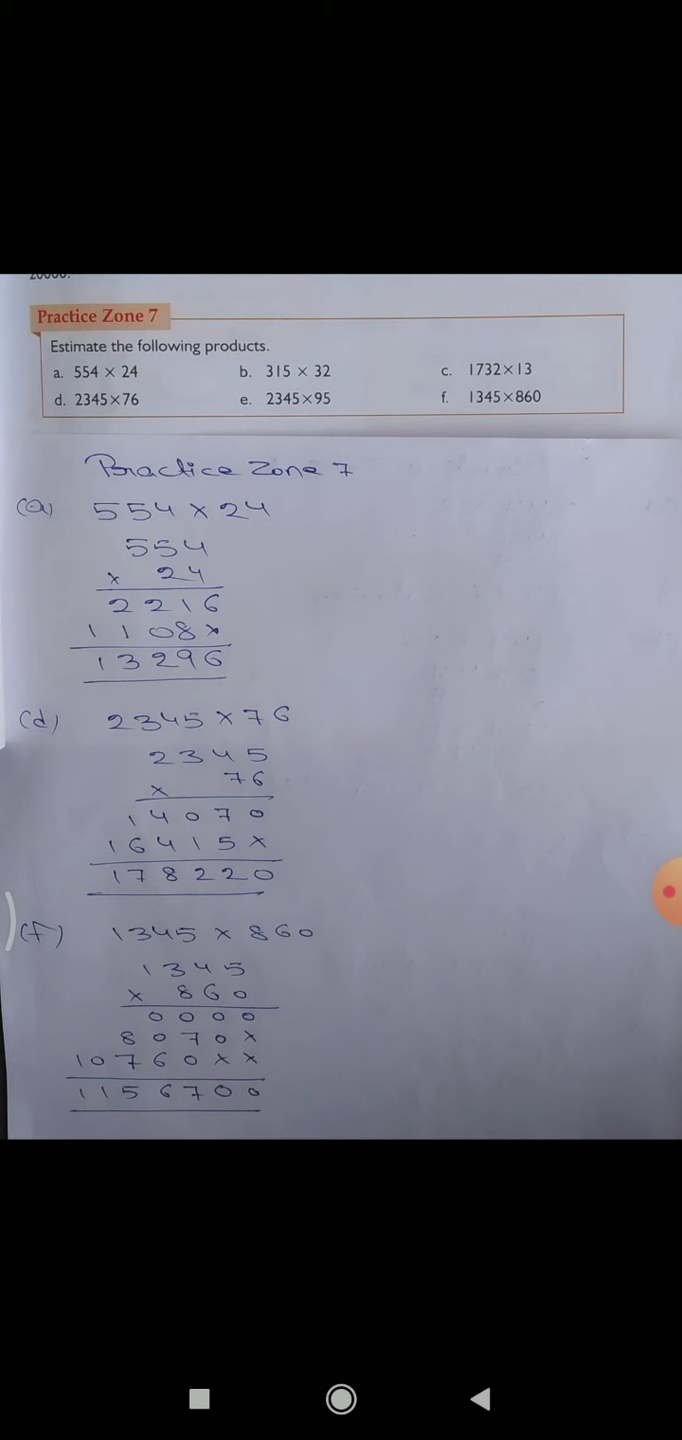 20000.
Practice Zone 7
Estimate the following products.
a. 554 × 24 b. 315 × 32 c. 1732×13
d. 2345×76 e. 2345×95 f. 1345×860
Practice Zone 7
(a) 554 × 24
554
× 24
2216
1108×
13296
(d) 2345 × 76
2345
× 76
14070
16415×
178220
(f) 1345 × 860
1345
× 860
0000
8070×
10760××
1156700